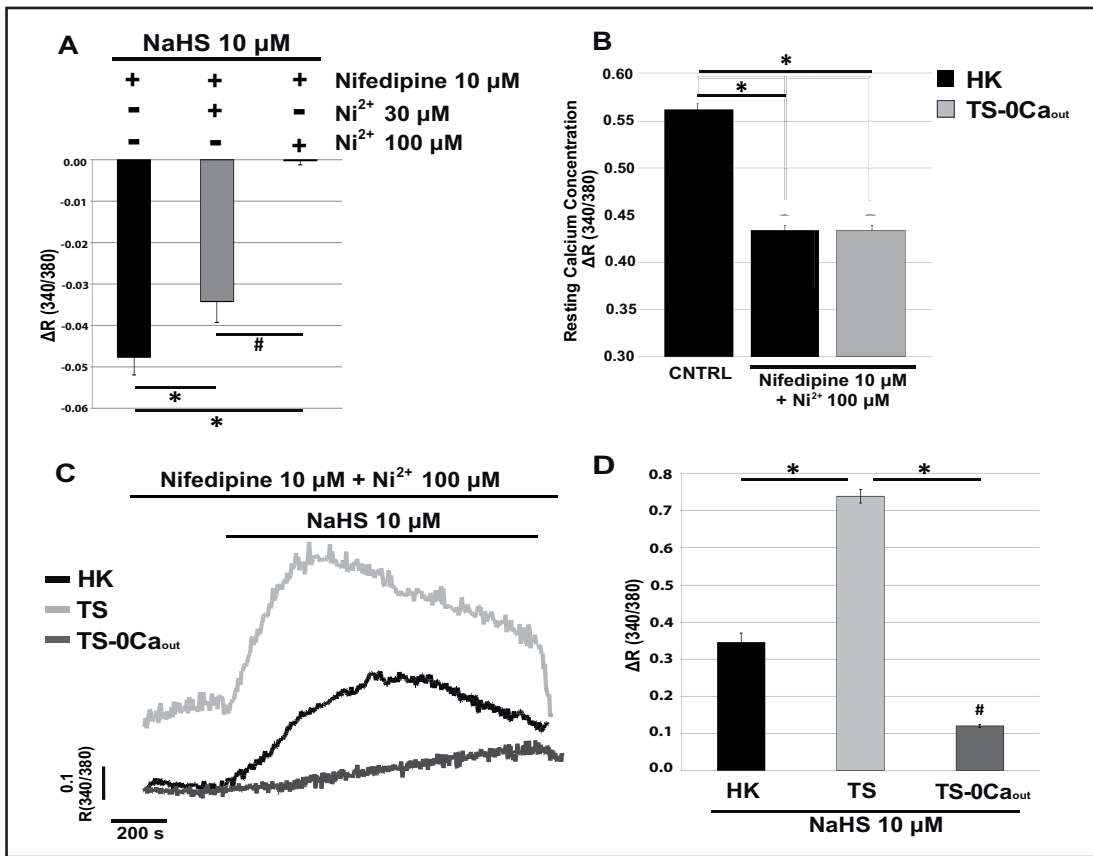 A
NaHS 10 µM
+ + + Nifedipine 10 µM
- + - Ni²⁺ 30 µM
- - + Ni²⁺ 100 µM
0.00
-0.01
-0.02
-0.03
-0.04
-0.05
-0.06
ΔR (340/380)
#
*
*
B
*
*
HK
TS-0Caout
0.60
0.55
0.50
0.45
0.40
0.35
0.30
Resting Calcium Concentration
ΔR (340/380)
CNTRL
Nifedipine 10 µM
+ Ni²⁺ 100 µM
C
Nifedipine 10 µM + Ni²⁺ 100 µM
NaHS 10 µM
HK
TS
TS-0Caout
0.1
R(340/380)
200 s
D
* *
0.8
0.7
0.6
0.5
0.4
0.3
0.2
0.1
0.0
ΔR (340/380)
#
HK TS TS-0Caout
NaHS 10 µM